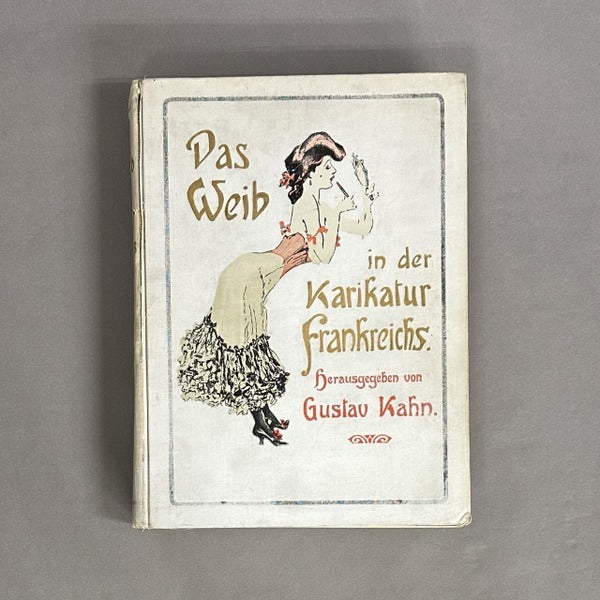 Das
Weib
in der
Karikatur
Frankreichs.
Herausgegeben von
Gustav Kahn.